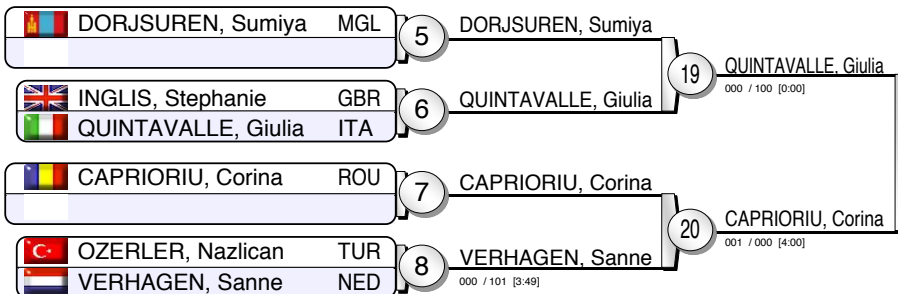 DORJSUREN, Sumiya MGL
5
DORJSUREN, Sumiya
19
QUINTAVALLE, Giulia
000 / 100 [0:00]
INGLIS, Stephanie GBR
QUINTAVALLE, Giulia ITA
6
QUINTAVALLE, Giulia
CAPRIORIU, Corina ROU
7
CAPRIORIU, Corina
20
CAPRIORIU, Corina
001 / 000 [4:00]
OZERLER, Nazlican TUR
VERHAGEN, Sanne NED
8
VERHAGEN, Sanne
000 / 101 [3:49]